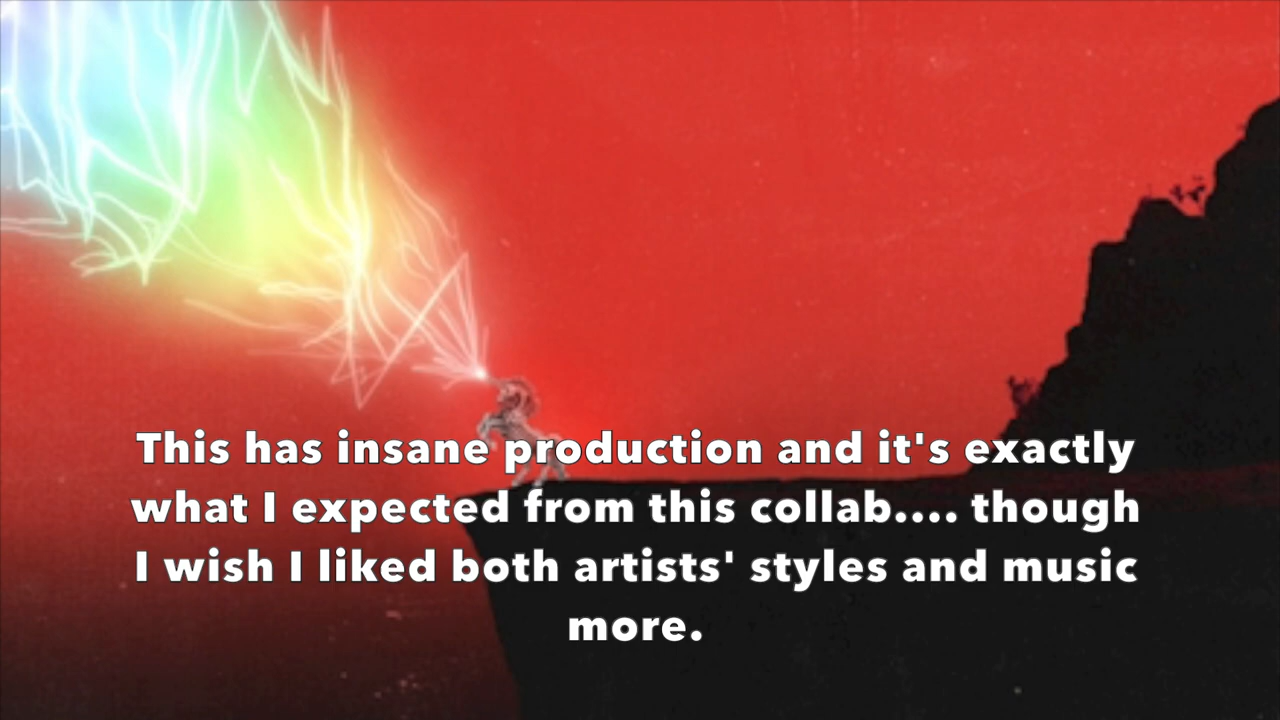 This has insane production and it's exactly
what I expected from this collab.... though
I wish I liked both artists' styles and music
more.